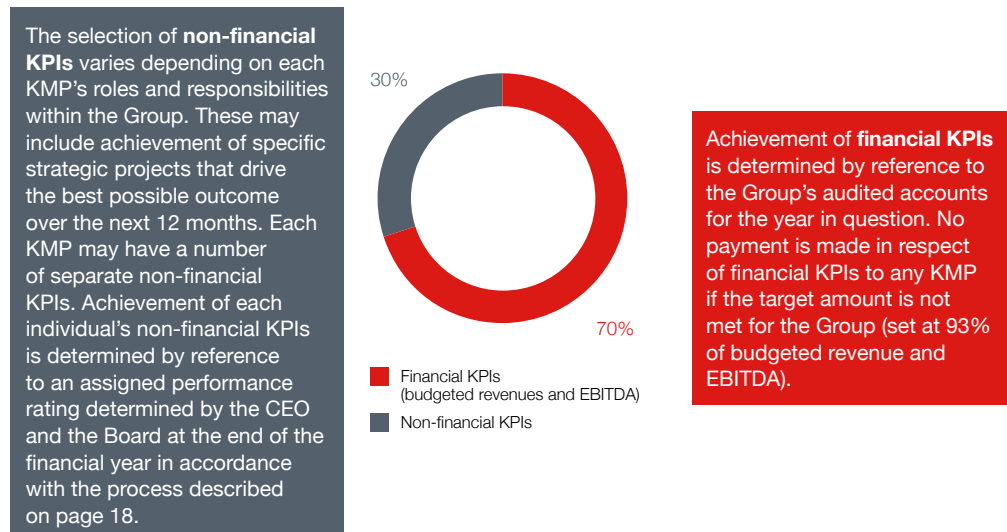 The selection of non-financial
KPIs varies depending on each
KMP’s roles and responsibilities
within the Group. These may
include achievement of specific
strategic projects that drive
the best possible outcome
over the next 12 months. Each
KMP may have a number
of separate non-financial
KPIs. Achievement of each
individual’s non-financial KPIs
is determined by reference
to an assigned performance
rating determined by the CEO
and the Board at the end of the
financial year in accordance
with the process described
on page 18.
30%
70%
Financial KPIs
(budgeted revenues and EBITDA)
Non-financial KPIs
Achievement of financial KPIs
is determined by reference to
the Group’s audited accounts
for the year in question. No
payment is made in respect
of financial KPIs to any KMP
if the target amount is not
met for the Group (set at 93%
of budgeted revenue and
EBITDA).